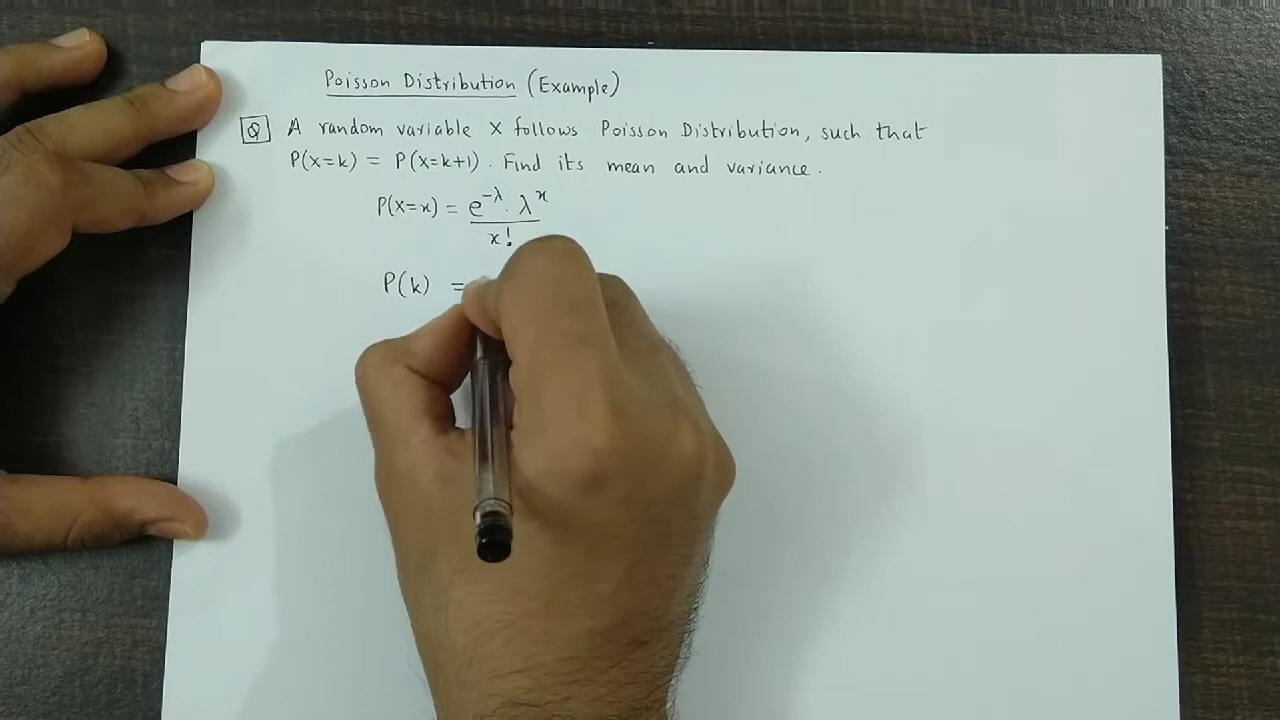 Poisson Distribution (Example)
Q A random variable X follows Poisson Distribution, such that
P(x=k) = P(x=k+1). Find its mean and variance.
P(x=x) = e^{-λ} . λ^x / x!
P(k) =